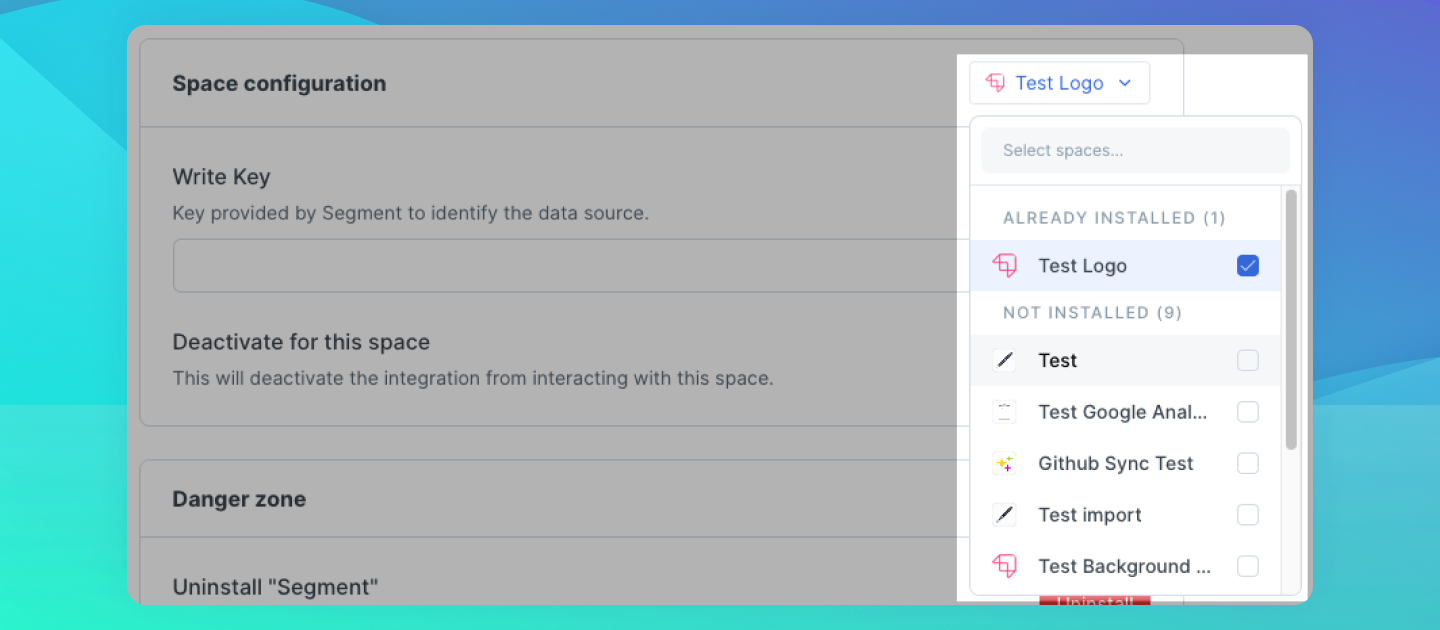 Space configuration
Test Logo
Select spaces...
Write Key
Key provided by Segment to identify the data source.
ALREADY INSTALLED (1)
Test Logo
NOT INSTALLED (9)
Deactivate for this space
This will deactivate the integration from interacting with this space.
Test
Test Google Anal...
Github Sync Test
Test import
Test Background ...
Danger zone
Uninstall "Segment"
Uninstall